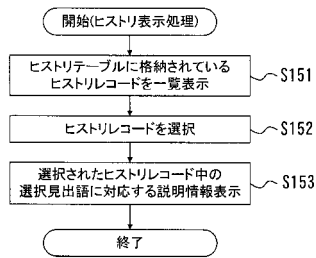 開始(ヒストリ表示処理)
ヒストリテーブルに格納されている
ヒストリレコードを一覧表示
S151
ヒストリレコードを選択
S152
選択されたヒストリレコード中の
選択見出語に対応する説明情報表示
S153
終了